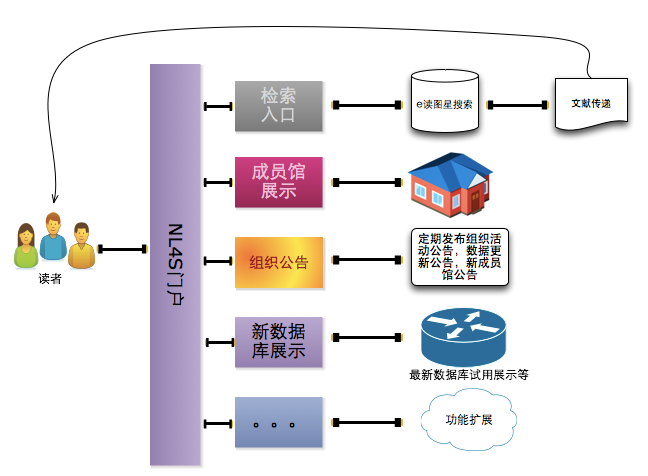 检索
入口
e读图星搜索
文献传递
成员馆
展示
NL4S门户
读者
组织公告
定期发布组织活
动公告，数据更
新公告，新成员
馆公告
新数据
库展示
最新数据库试用展示等
。。。
功能扩展